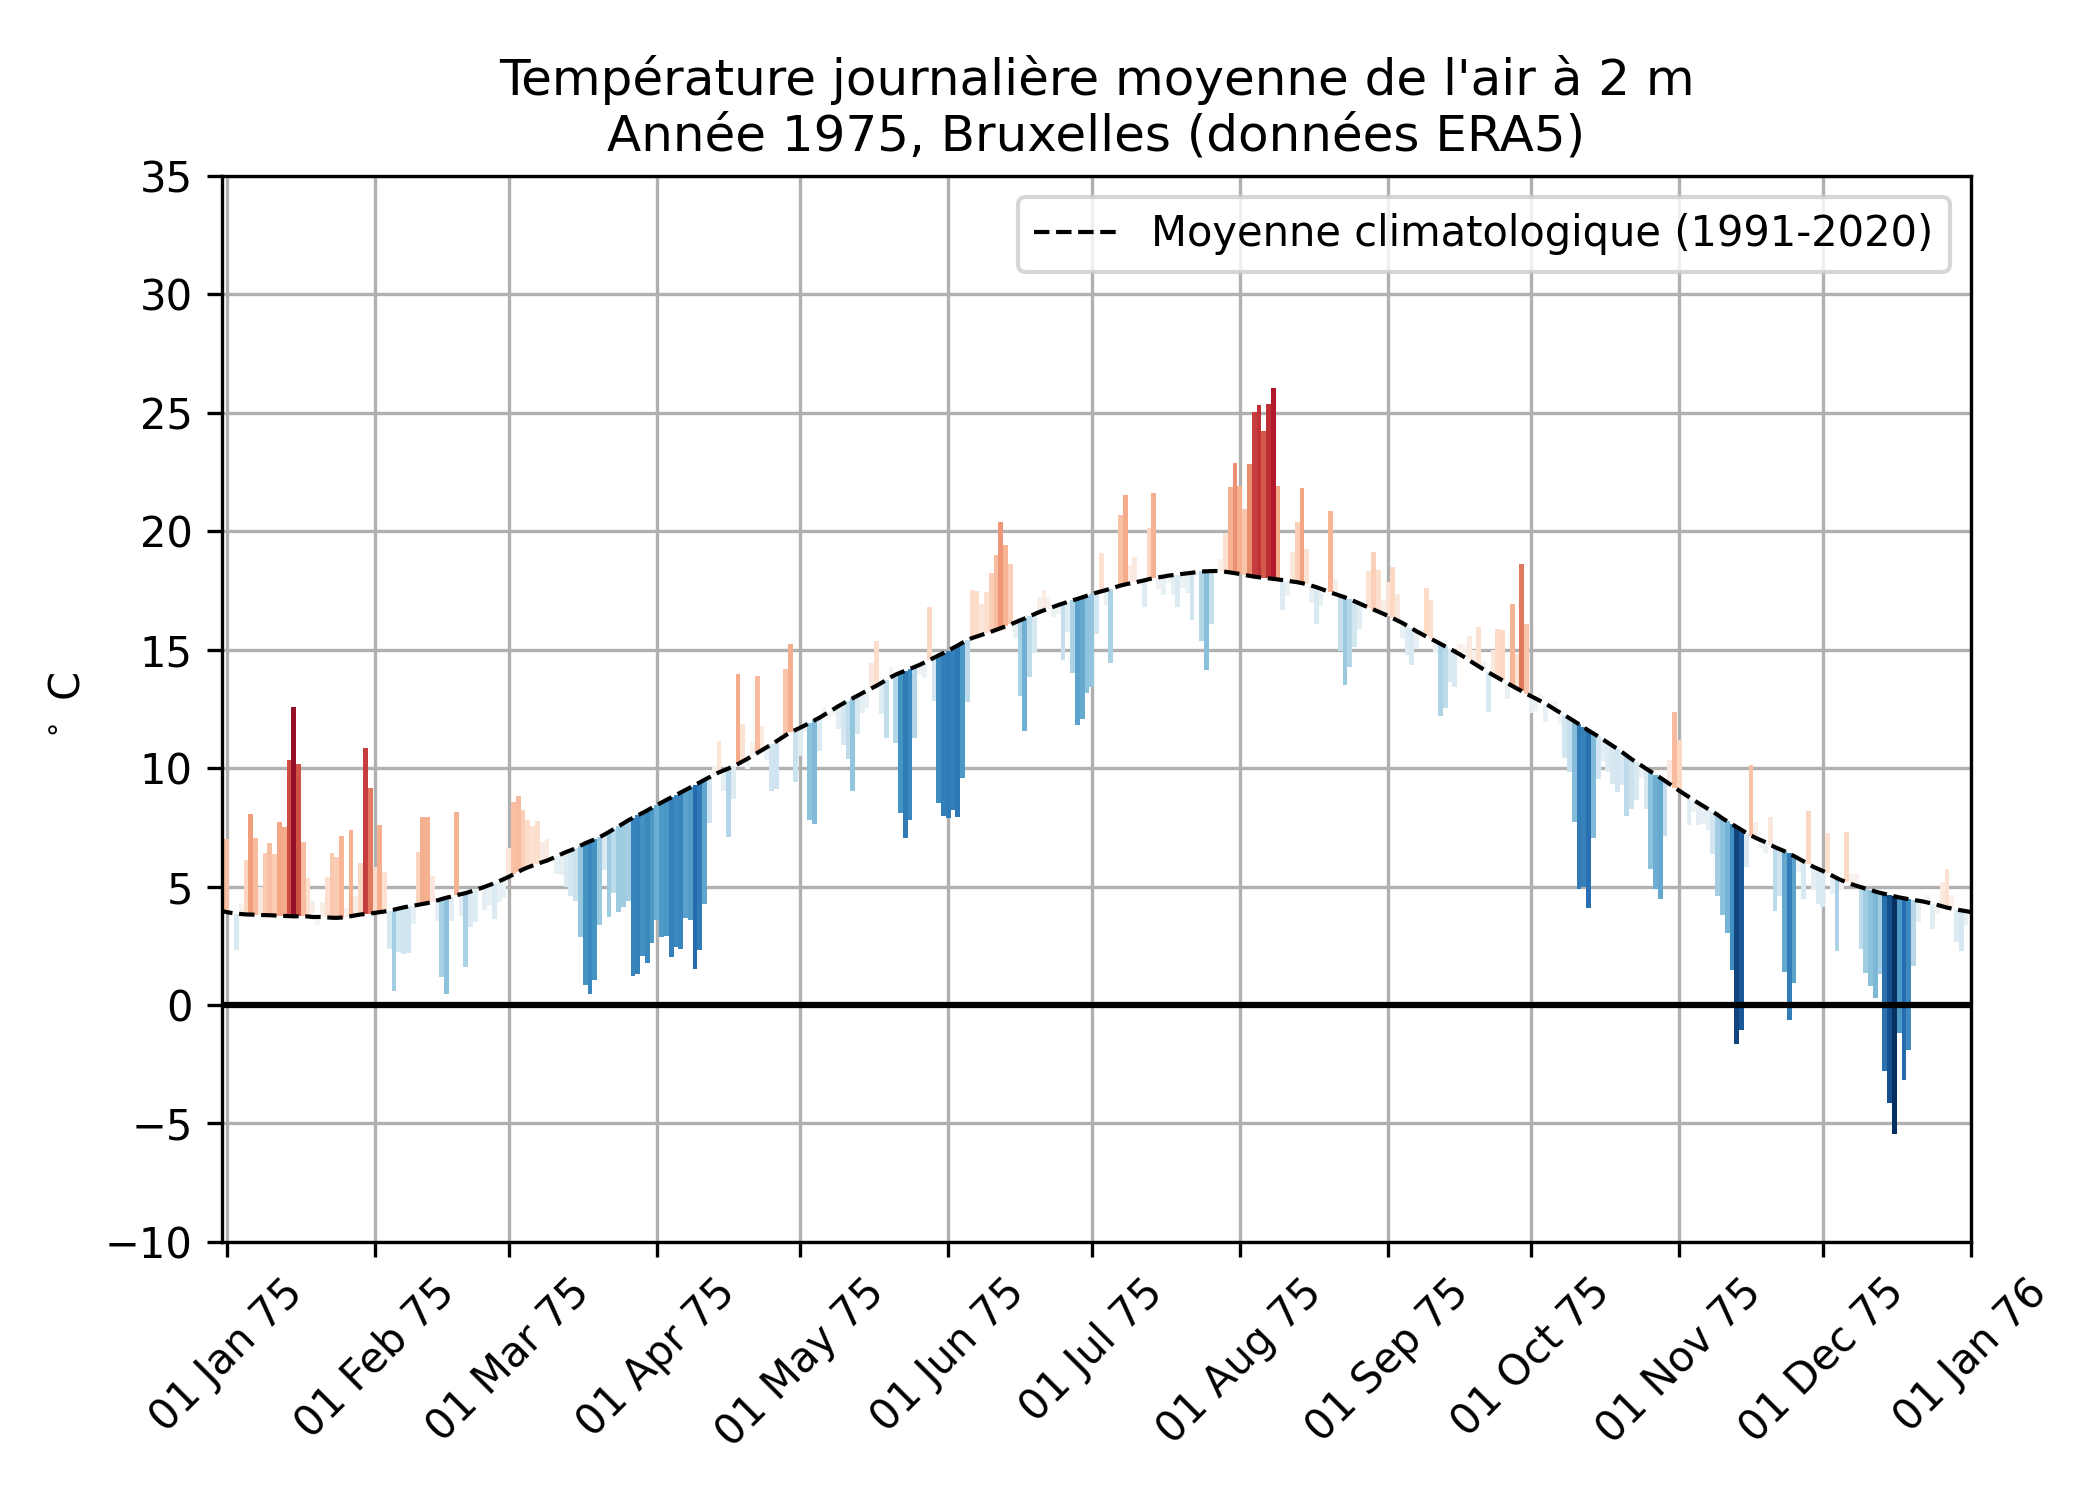 Température journalière moyenne de l'air à 2 m
Année 1975, Bruxelles (données ERA5)
Moyenne climatologique (1991-2020)
35
30
25
20
15
10
5
0
−5
−10
° C
01 Jan 75
01 Feb 75
01 Mar 75
01 Apr 75
01 May 75
01 Jun 75
01 Jul 75
01 Aug 75
01 Sep 75
01 Oct 75
01 Nov 75
01 Dec 75
01 Jan 76